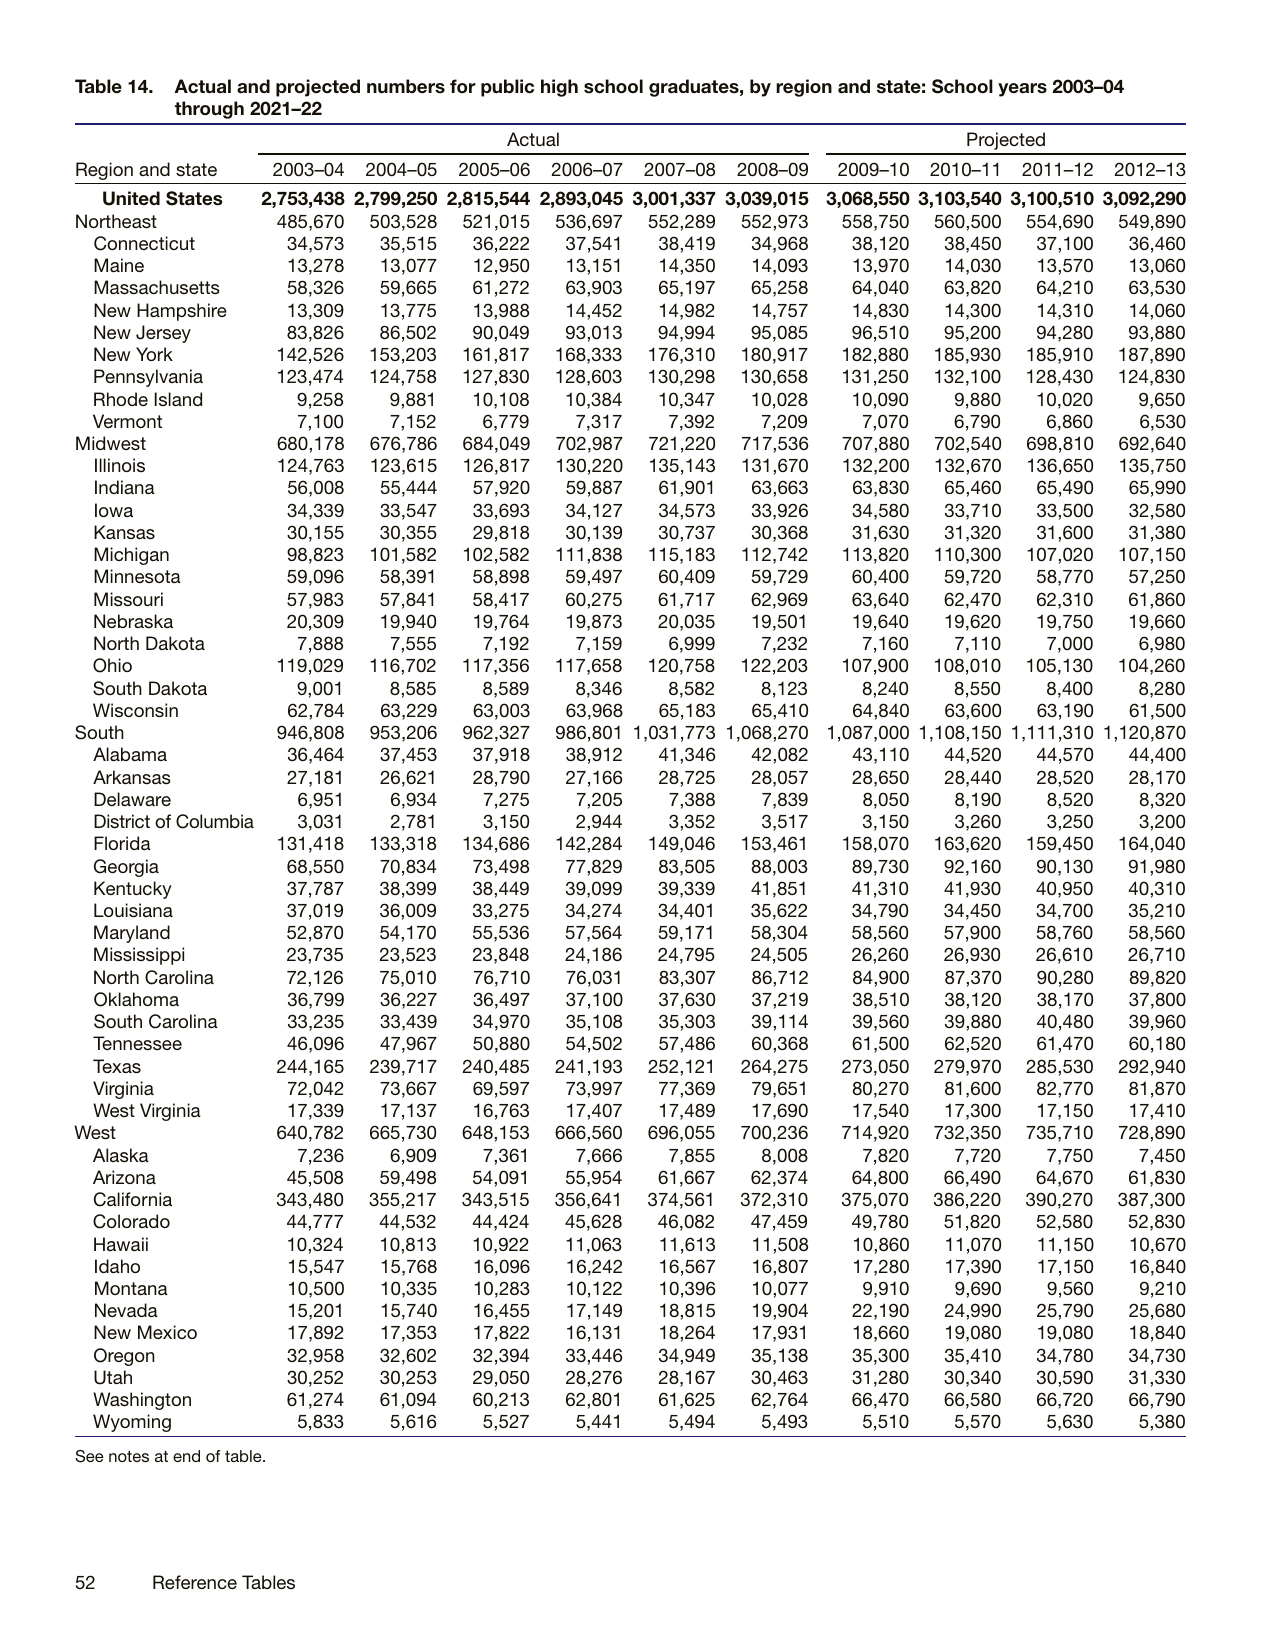 Table 14. Actual and projected numbers for public high school graduates, by region and state: School years 2003–04
through 2021–22
Actual Projected
Region and state 2003–04 2004–05 2005–06 2006–07 2007–08 2008–09 2009–10 2010–11 2011–12 2012–13
United States 2,753,438 2,799,250 2,815,544 2,893,045 3,001,337 3,039,015 3,068,550 3,103,540 3,100,510 3,092,290
Northeast 485,670 503,528 521,015 536,697 552,289 552,973 558,750 560,500 554,690 549,890
Connecticut 34,573 35,515 36,222 37,541 38,419 34,968 38,120 38,450 37,100 36,460
Maine 13,278 13,077 12,950 13,151 14,350 14,093 13,970 14,030 13,570 13,060
Massachusetts 58,326 59,665 61,272 63,903 65,197 65,258 64,040 63,820 64,210 63,530
New Hampshire 13,309 13,775 13,988 14,452 14,982 14,757 14,830 14,300 14,310 14,060
New Jersey 83,826 86,502 90,049 93,013 94,994 95,085 96,510 95,200 94,280 93,880
New York 142,526 153,203 161,817 168,333 176,310 180,917 182,880 185,930 185,910 187,890
Pennsylvania 123,474 124,758 127,830 128,603 130,298 130,658 131,250 132,100 128,430 124,830
Rhode Island 9,258 9,881 10,108 10,384 10,347 10,028 10,090 9,880 10,020 9,650
Vermont 7,100 7,152 6,779 7,317 7,392 7,209 7,070 6,790 6,860 6,530
Midwest 680,178 676,786 684,049 702,987 721,220 717,536 707,880 702,540 698,810 692,640
Illinois 124,763 123,615 126,817 130,220 135,143 131,670 132,200 132,670 136,650 135,750
Indiana 56,008 55,444 57,920 59,887 61,901 63,663 63,830 65,460 65,490 65,990
Iowa 34,339 33,547 33,693 34,127 34,573 33,926 34,580 33,710 33,500 32,580
Kansas 30,155 30,355 29,818 30,139 30,737 30,368 31,630 31,320 31,600 31,380
Michigan 98,823 101,582 102,582 111,838 115,183 112,742 113,820 110,300 107,020 107,150
Minnesota 59,096 58,391 58,898 59,497 60,409 59,729 60,400 59,720 58,770 57,250
Missouri 57,983 57,841 58,417 60,275 61,717 62,969 63,640 62,470 62,310 61,860
Nebraska 20,309 19,940 19,764 19,873 20,035 19,501 19,640 19,620 19,750 19,660
North Dakota 7,888 7,555 7,192 7,159 6,999 7,232 7,160 7,110 7,000 6,980
Ohio 119,029 116,702 117,356 117,658 120,758 122,203 107,900 108,010 105,130 104,260
South Dakota 9,001 8,585 8,589 8,346 8,582 8,123 8,240 8,550 8,400 8,280
Wisconsin 62,784 63,229 63,003 63,968 65,183 65,410 64,840 63,600 63,190 61,500
South 946,808 953,206 962,327 986,801 1,031,773 1,068,270 1,087,000 1,108,150 1,111,310 1,120,870
Alabama 36,464 37,453 37,918 38,912 41,346 42,082 43,110 44,520 44,570 44,400
Arkansas 27,181 26,621 28,790 27,166 28,725 28,057 28,650 28,440 28,520 28,170
Delaware 6,951 6,934 7,275 7,205 7,388 7,839 8,050 8,190 8,520 8,320
District of Columbia 3,031 2,781 3,150 2,944 3,352 3,517 3,150 3,260 3,250 3,200
Florida 131,418 133,318 134,686 142,284 149,046 153,461 158,070 163,620 159,450 164,040
Georgia 68,550 70,834 73,498 77,829 83,505 88,003 89,730 92,160 90,130 91,980
Kentucky 37,787 38,399 38,449 39,099 39,339 41,851 41,310 41,930 40,950 40,310
Louisiana 37,019 36,009 33,275 34,274 34,401 35,622 34,790 34,450 34,700 35,210
Maryland 52,870 54,170 55,536 57,564 59,171 58,304 58,560 57,900 58,760 58,560
Mississippi 23,735 23,523 23,848 24,186 24,795 24,505 26,260 26,930 26,610 26,710
North Carolina 72,126 75,010 76,710 76,031 83,307 86,712 84,900 87,370 90,280 89,820
Oklahoma 36,799 36,227 36,497 37,100 37,630 37,219 38,510 38,120 38,170 37,800
South Carolina 33,235 33,439 34,970 35,108 35,303 39,114 39,560 39,880 40,480 39,960
Tennessee 46,096 47,967 50,880 54,502 57,486 60,368 61,500 62,520 61,470 60,180
Texas 244,165 239,717 240,485 241,193 252,121 264,275 273,050 279,970 285,530 292,940
Virginia 72,042 73,667 69,597 73,997 77,369 79,651 80,270 81,600 82,770 81,870
West Virginia 17,339 17,137 16,763 17,407 17,489 17,690 17,540 17,300 17,150 17,410
West 640,782 665,730 648,153 666,560 696,055 700,236 714,920 732,350 735,710 728,890
Alaska 7,236 6,909 7,361 7,666 7,855 8,008 7,820 7,720 7,750 7,450
Arizona 45,508 59,498 54,091 55,954 61,667 62,374 64,800 66,490 64,670 61,830
California 343,480 355,217 343,515 356,641 374,561 372,310 375,070 386,220 390,270 387,300
Colorado 44,777 44,532 44,424 45,628 46,082 47,459 49,780 51,820 52,580 52,830
Hawaii 10,324 10,813 10,922 11,063 11,613 11,508 10,860 11,070 11,150 10,670
Idaho 15,547 15,768 16,096 16,242 16,567 16,807 17,280 17,390 17,150 16,840
Montana 10,500 10,335 10,283 10,122 10,396 10,077 9,910 9,690 9,560 9,210
Nevada 15,201 15,740 16,455 17,149 18,815 19,904 22,190 24,990 25,790 25,680
New Mexico 17,892 17,353 17,822 16,131 18,264 17,931 18,660 19,080 19,080 18,840
Oregon 32,958 32,602 32,394 33,446 34,949 35,138 35,300 35,410 34,780 34,730
Utah 30,252 30,253 29,050 28,276 28,167 30,463 31,280 30,340 30,590 31,330
Washington 61,274 61,094 60,213 62,801 61,625 62,764 66,470 66,580 66,720 66,790
Wyoming 5,833 5,616 5,527 5,441 5,494 5,493 5,510 5,570 5,630 5,380
See notes at end of table.
52 Reference Tables